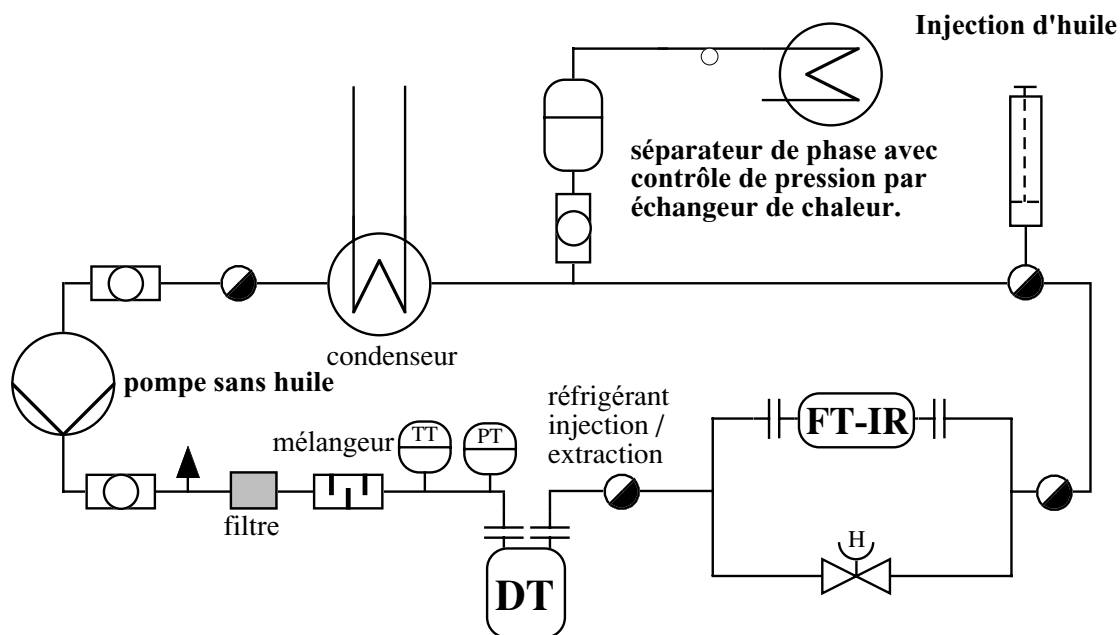 Injection d'huile
séparateur de phase avec
contrôle de pression par
échangeur de chaleur.
condenseur
pompe sans huile
réfrigérant
injection /
extraction
FT-IR
mélangeur
TT
PT
filtre
H
DT